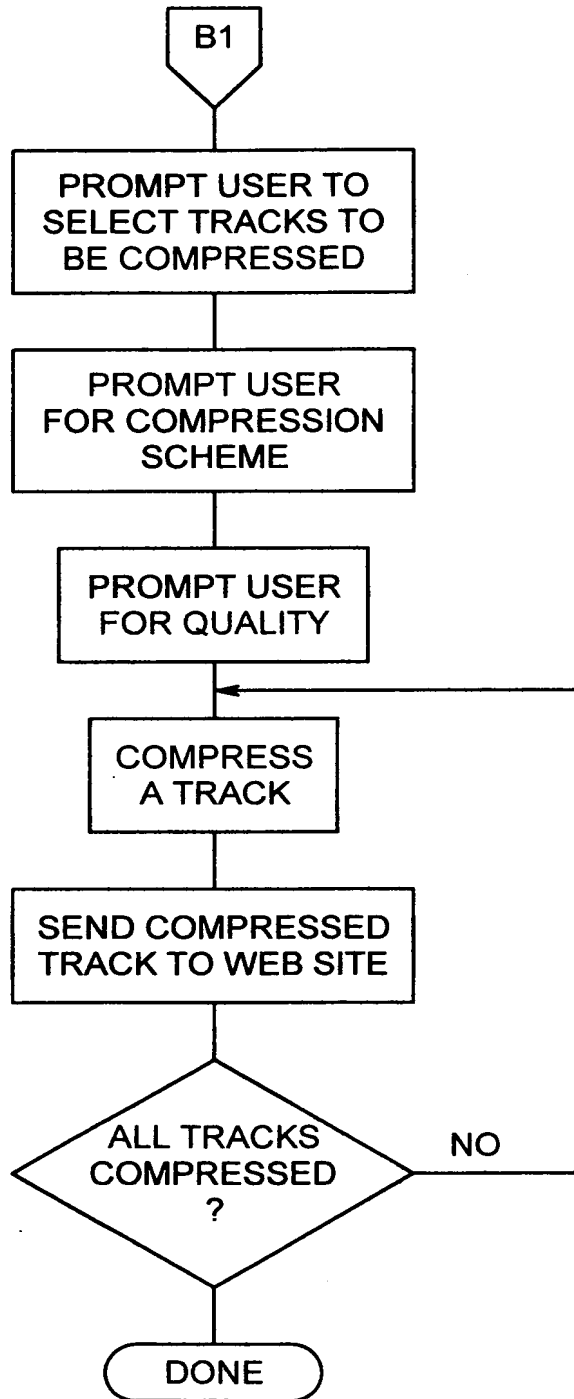 B1
PROMPT USER TO
SELECT TRACKS TO
BE COMPRESSED
PROMPT USER
FOR COMPRESSION
SCHEME
PROMPT USER
FOR QUALITY
COMPRESS
A TRACK
SEND COMPRESSED
TRACK TO WEB SITE
ALL TRACKS
COMPRESSED
?
NO
DONE